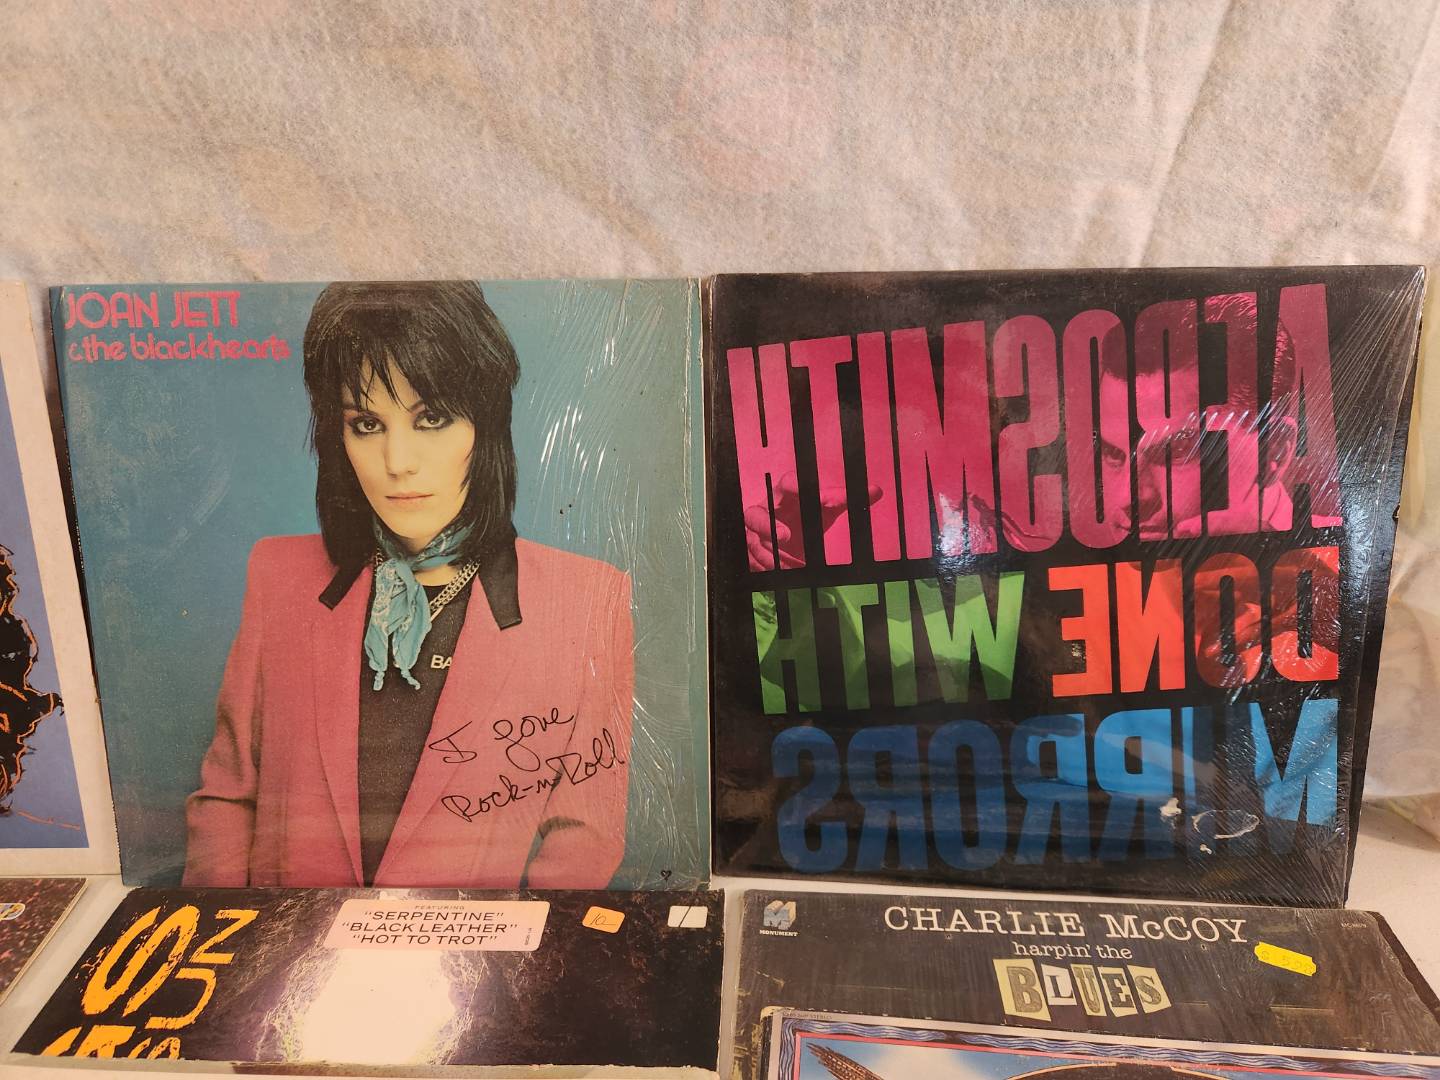 JOAN JETT
& the blackhearts
BA
I Love
Rock-n Roll
AEROSMITH
DONE WITH
MIRRORS
FEATURING
"SERPENTINE"
"BLACK LEATHER"
"HOT TO TROT"
10
MONUMENT
CHARLIE McCOY
harpin' the
BLUES